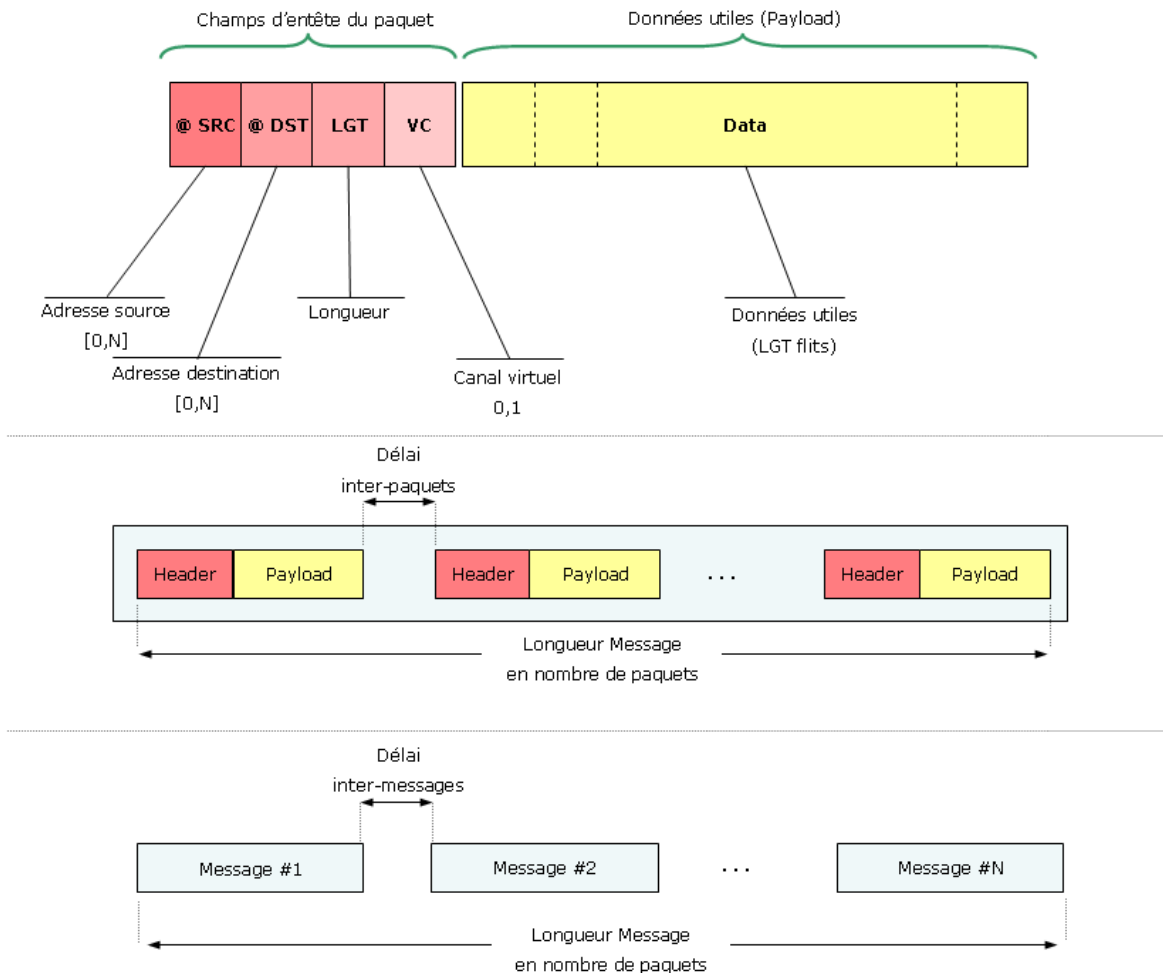 Champs d'entête du paquet
Données utiles (Payload)
@ SRC
@ DST
LGT
VC
Data
Adresse source
[0,N]
Longueur
Données utiles
(LGT flits)
Adresse destination
[0,N]
Canal virtuel
0,1
Délai
inter-paquets
Header
Payload
Header
Payload
...
Header
Payload
Longueur Message
en nombre de paquets
Délai
inter-messages
Message #1
Message #2
...
Message #N
Longueur Message
en nombre de paquets